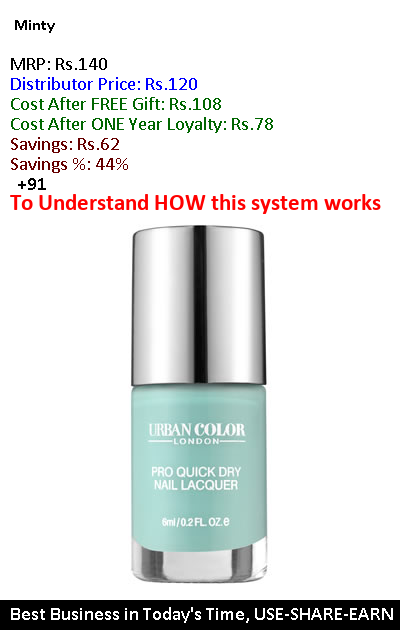 Minty
MRP: Rs.140
Distributor Price: Rs.120
Cost After FREE Gift: Rs.108
Cost After ONE Year Loyalty: Rs.78
Savings: Rs.62
Savings %: 44%
+91
To Understand HOW this system works
URBAN COLOR
LONDON
PRO QUICK DRY
NAIL LACQUER
6ml/0.2 FL. OZ.e
Best Business in Today's Time, USE-SHARE-EARN